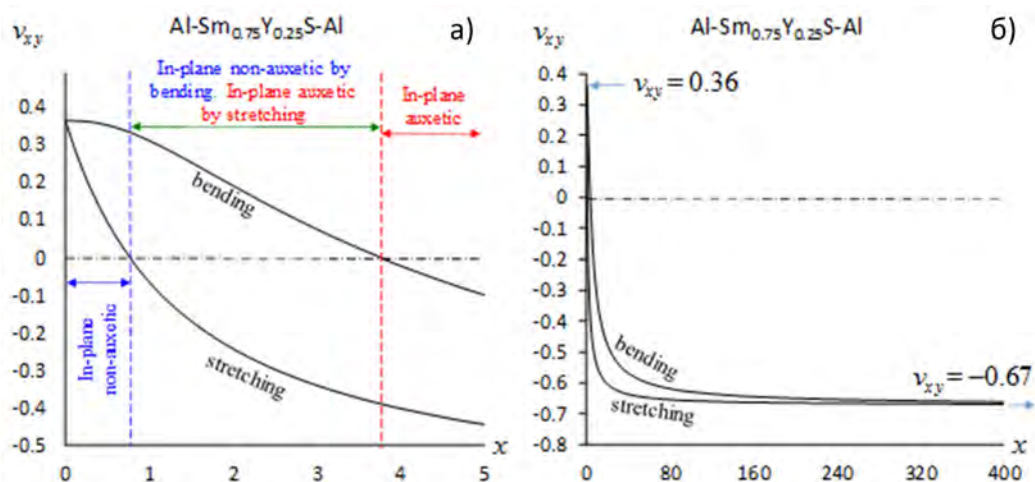 Al-Sm0.75Y0.25S-Al
а)
νxy
In-plane non-auxetic by
bending. In-plane auxetic
by stretching
In-plane
auxetic
0.4
0.3
0.2
0.1
0
-0.1
-0.2
-0.3
-0.4
-0.5
bending
stretching
In-plane
non-auxetic
0 1 2 3 4 5
x
Al-Sm0.75Y0.25S-Al
б)
νxy
0.4
0.3
0.2
0.1
0
-0.1
-0.2
-0.3
-0.4
-0.5
-0.6
-0.7
-0.8
νxy = 0.36
bending
stretching
νxy = −0.67
0 80 160 240 320 400
x